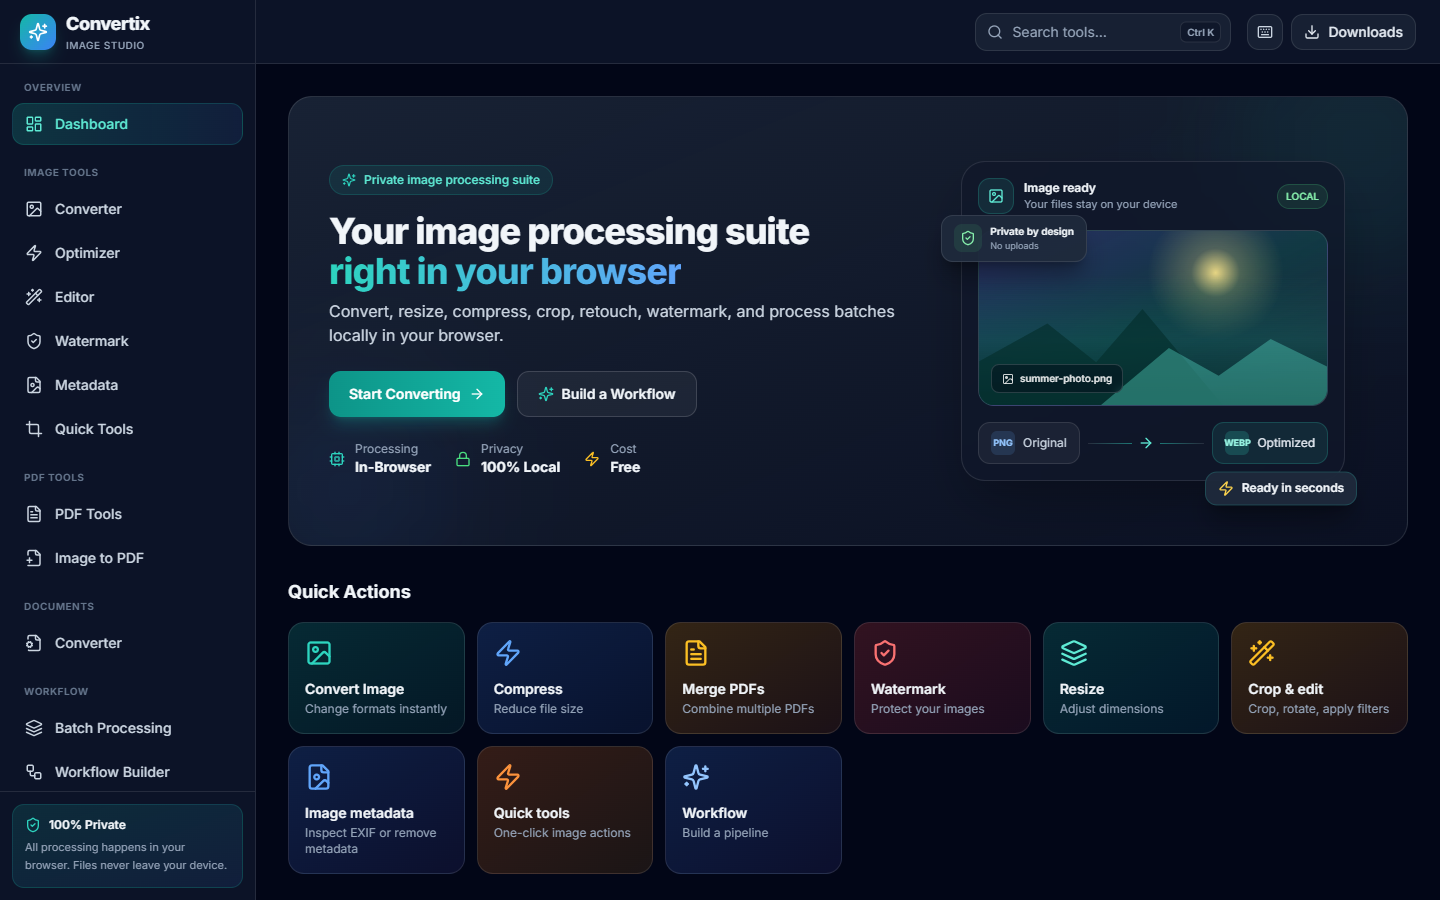 Convertix
IMAGE STUDIO
Search tools...
Ctrl K
Downloads
OVERVIEW
Dashboard
IMAGE TOOLS
Converter
Optimizer
Editor
Watermark
Metadata
Quick Tools
PDF TOOLS
PDF Tools
Image to PDF
DOCUMENTS
Converter
WORKFLOW
Batch Processing
Workflow Builder
100% Private
All processing happens in your
browser. Files never leave your device.
Private image processing suite
Your image processing suite
right in your browser
Convert, resize, compress, crop, retouch, watermark, and process batches
locally in your browser.
Start Converting
Build a Workflow
Processing
In-Browser
Privacy
100% Local
Cost
Free
Image ready
Your files stay on your device
LOCAL
Private by design
No uploads
summer-photo.png
PNG
Original
WEBP
Optimized
Ready in seconds
Quick Actions
Convert Image
Change formats instantly
Compress
Reduce file size
Merge PDFs
Combine multiple PDFs
Watermark
Protect your images
Resize
Adjust dimensions
Crop & edit
Crop, rotate, apply filters
Image metadata
Inspect EXIF or remove
metadata
Quick tools
One-click image actions
Workflow
Build a pipeline